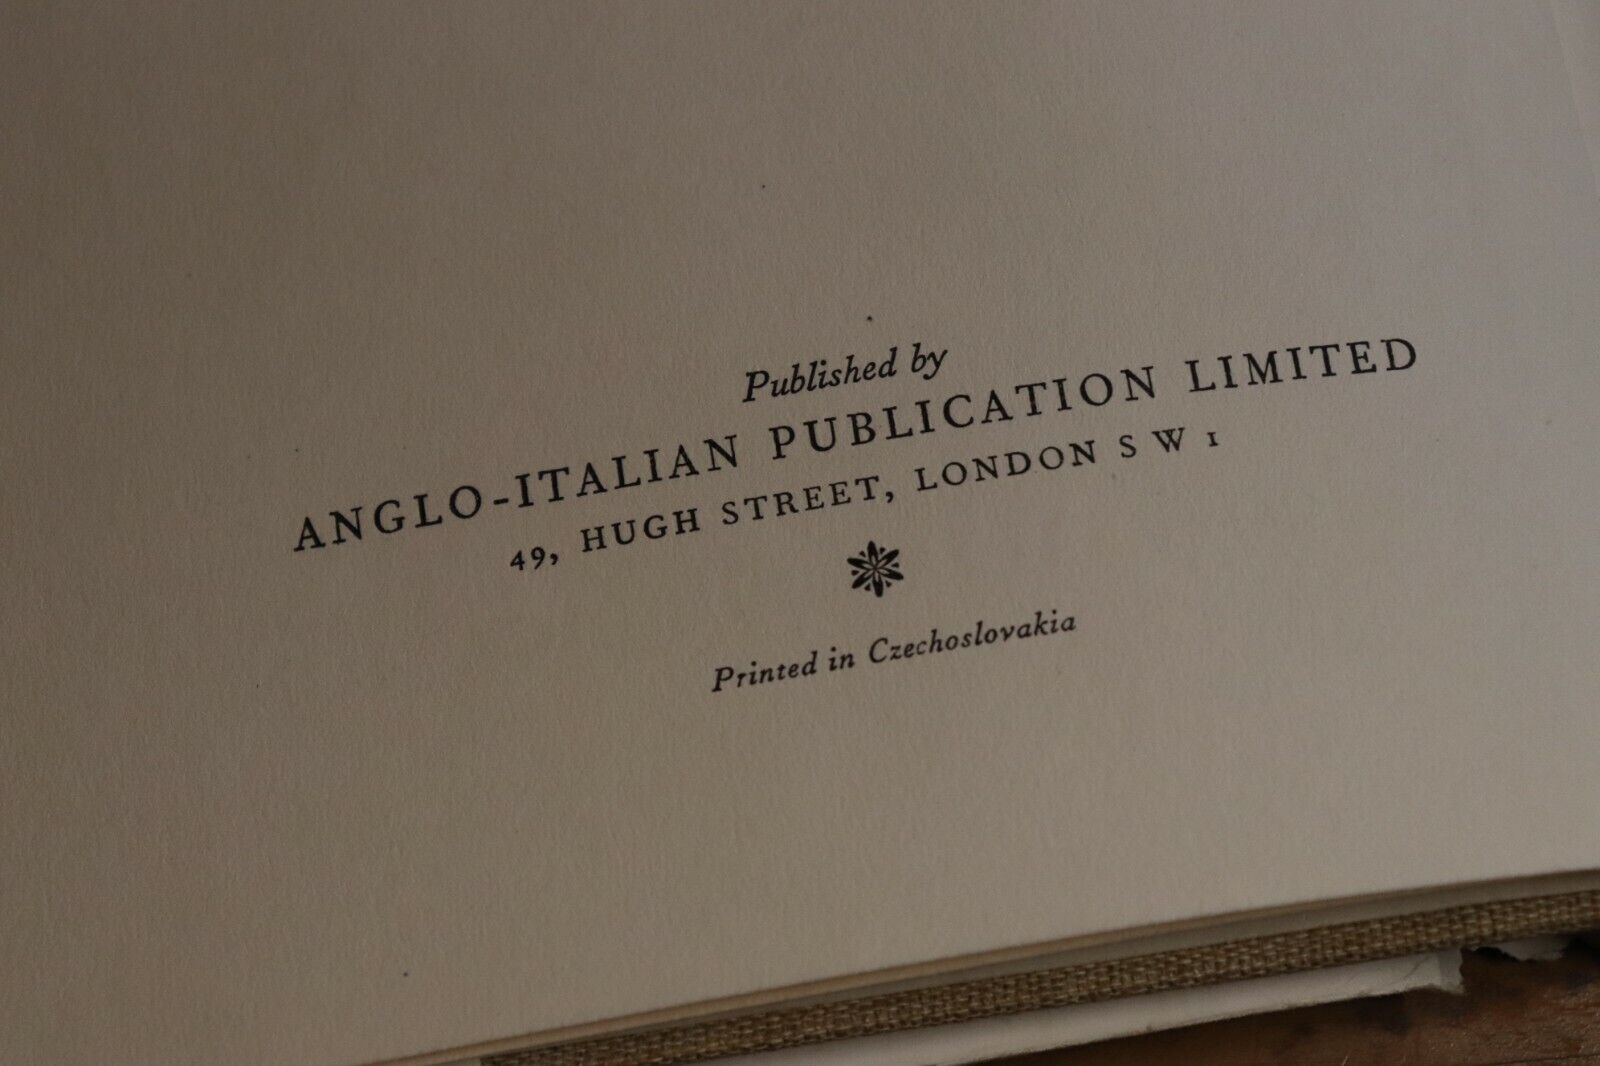 Published by
ANGLO-ITALIAN PUBLICATION LIMITED
49, HUGH STREET, LONDON S W 1
Printed in Czechoslovakia